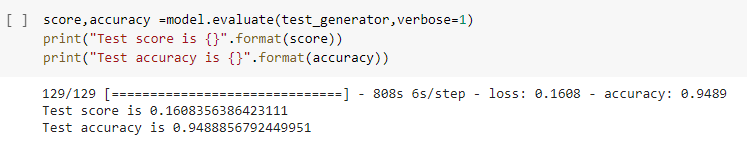 [ ] score,accuracy =model.evaluate(test_generator,verbose=1)
print("Test score is {}".format(score))
print("Test accuracy is {}".format(accuracy))
129/129 [==============================] - 808s 6s/step - loss: 0.1608 - accuracy: 0.9489
Test score is 0.1608356386423111
Test accuracy is 0.9488856792449951